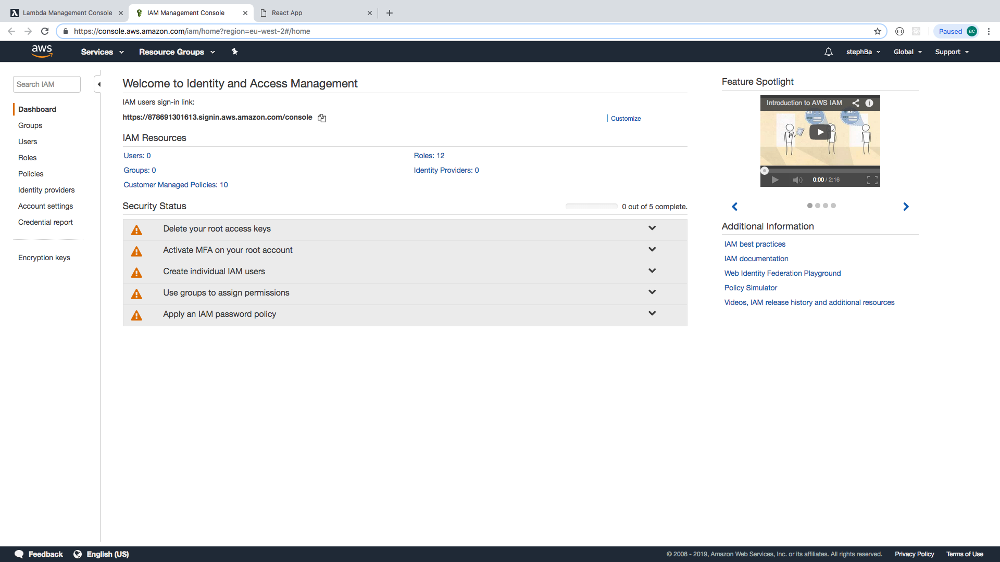 Lambda Management Console
IAM Management Console
React App
https://console.aws.amazon.com/iam/home?region=eu-west-2#/home
Paused
ac
aws
Services
Resource Groups
stephBa
Global
Support
Search IAM
Dashboard
Groups
Users
Roles
Policies
Identity providers
Account settings
Credential report
Encryption keys
Welcome to Identity and Access Management
IAM users sign-in link:
https://878691301613.signin.aws.amazon.com/console
Customize
IAM Resources
Users: 0
Roles: 12
Groups: 0
Identity Providers: 0
Customer Managed Policies: 10
Security Status
0 out of 5 complete.
Delete your root access keys
Activate MFA on your root account
Create individual IAM users
Use groups to assign permissions
Apply an IAM password policy
Feature Spotlight
Introduction to AWS IAM
0:00 / 2:16
Additional Information
IAM best practices
IAM documentation
Web Identity Federation Playground
Policy Simulator
Videos, IAM release history and additional resources
Feedback
English (US)
© 2008 - 2019, Amazon Web Services, Inc. or its affiliates. All rights reserved.
Privacy Policy
Terms of Use